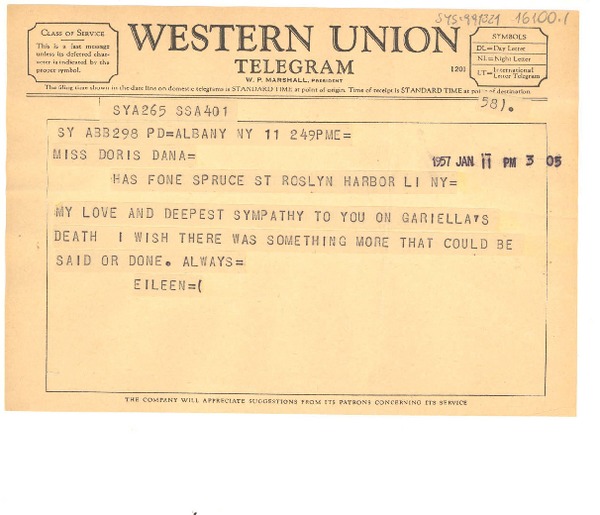 SYS-991321 16100.1
CLASS OF SERVICE
This is a fast message
unless its deferred char-
acter is indicated by the
proper symbol.
WESTERN UNION
TELEGRAM
W. P. MARSHALL, PRESIDENT
1201
SYMBOLS
DL=Day Letter
NL=Night Letter
LT=International Letter Telegram
The filing time shown in the date line on domestic telegrams is STANDARD TIME at point of origin. Time of receipt is STANDARD TIME at point of destination
581.
SYA265 SSA401
SY ABB298 PD=ALBANY NY 11 249PME=
MISS DORIS DANA=
1957 JAN 11 PM 3 05
HAS FONE SPRUCE ST ROSLYN HARBOR LI NY=
MY LOVE AND DEEPEST SYMPATHY TO YOU ON GARIELLA'S
DEATH I WISH THERE WAS SOMETHING MORE THAT COULD BE
SAID OR DONE. ALWAYS=
EILEEN=(
THE COMPANY WILL APPRECIATE SUGGESTIONS FROM ITS PATRONS CONCERNING ITS SERVICE